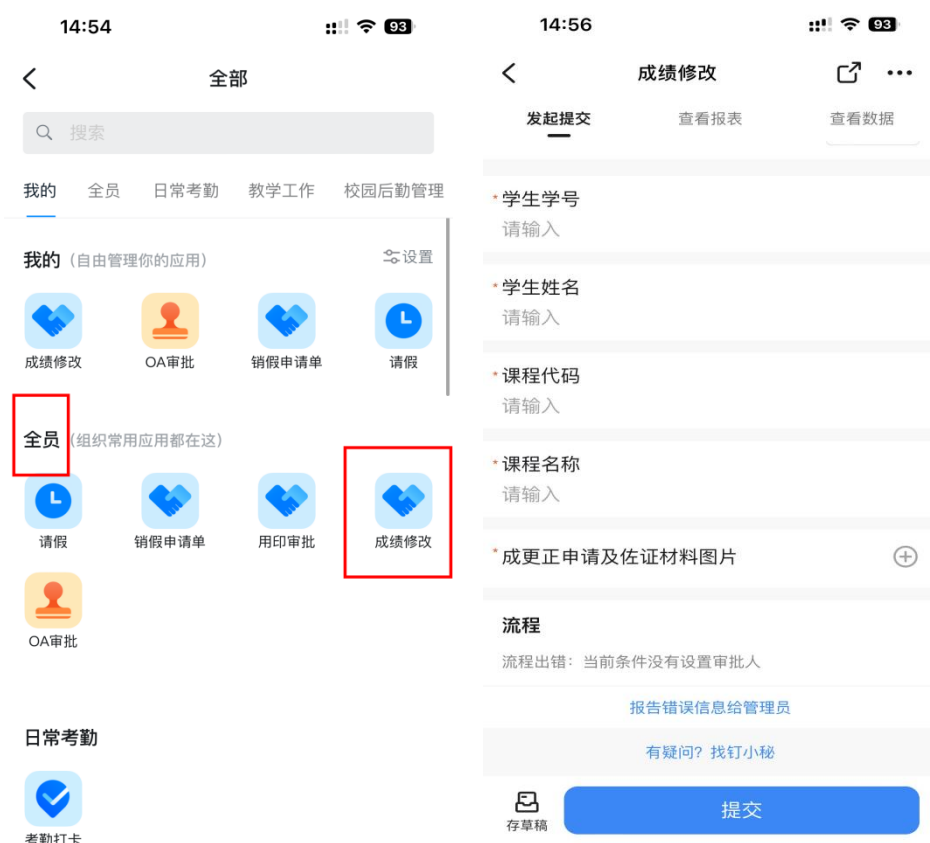 14:54
93
全部
搜索
我的 全员 日常考勤 教学工作 校园后勤管理
我的（自由管理你的应用） 设置
成绩修改 OA审批 销假申请单 请假
全员（组织常用应用都在这）
请假 销假申请单 用印审批 成绩修改
OA审批
日常考勤
考勤打卡
14:56
93
成绩修改
发起提交 查看报表 查看数据
*学生学号
请输入
*学生姓名
请输入
*课程代码
请输入
*课程名称
请输入
*成更正申请及佐证材料图片
流程
流程出错：当前条件没有设置审批人
报告错误信息给管理员
有疑问？找钉小秘
存草稿
提交